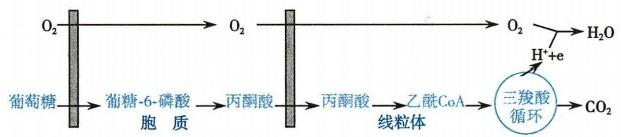 O₂ O₂ O₂ H₂O
H⁺+e
葡萄糖 葡糖-6-磷酸 丙酮酸 丙酮酸 乙酰CoA 三羧酸循环 CO₂
胞 质 线粒体